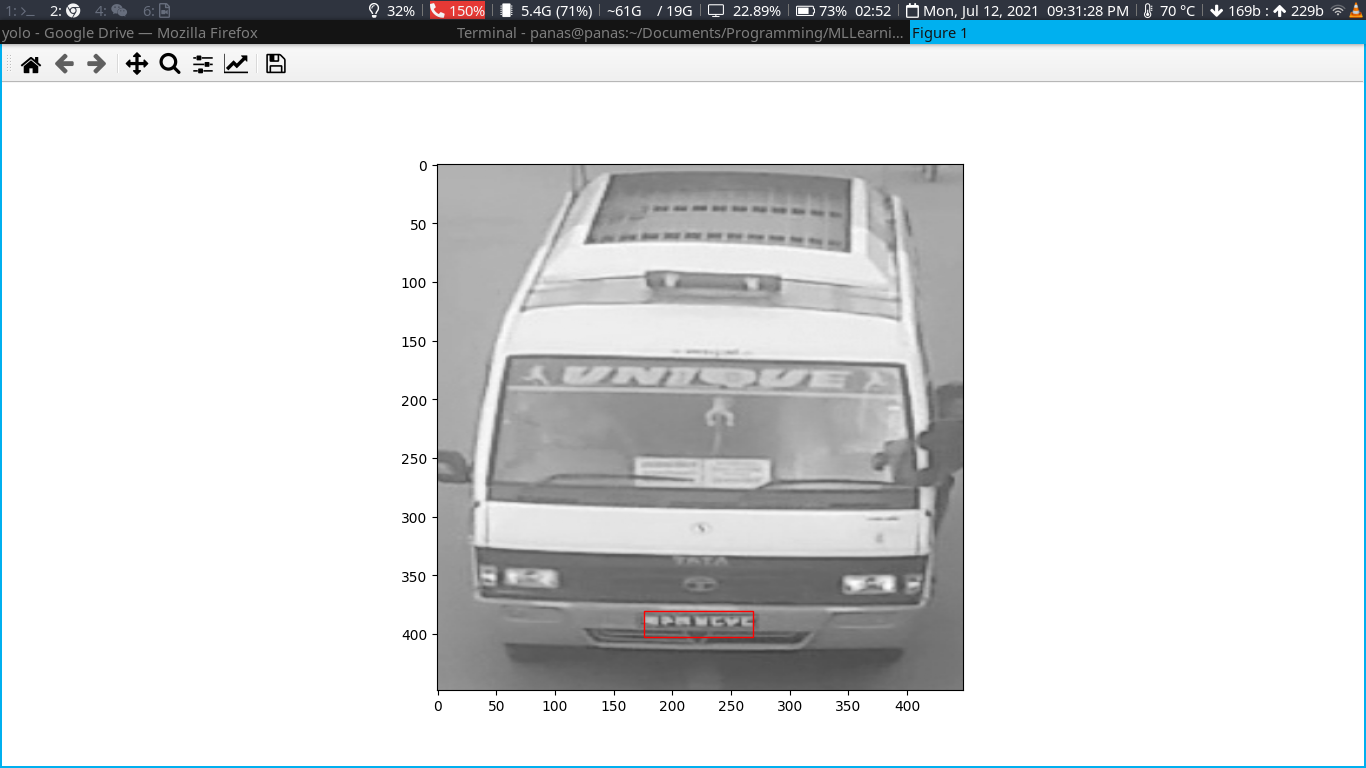 1: >_ 2: 4: 6: 32% 150% 5.4G (71%) ~61G / 19G 22.89% 73% 02:52 Mon, Jul 12, 2021 09:31:28 PM 70 °C 169b : 229b
yolo - Google Drive — Mozilla Firefox Terminal - panas@panas:~/Documents/Programming/MLLearni... Figure 1
0
50
100
150
UNIQUE
200
250
300
TATA
350
400
0 50 100 150 200 250 300 350 400